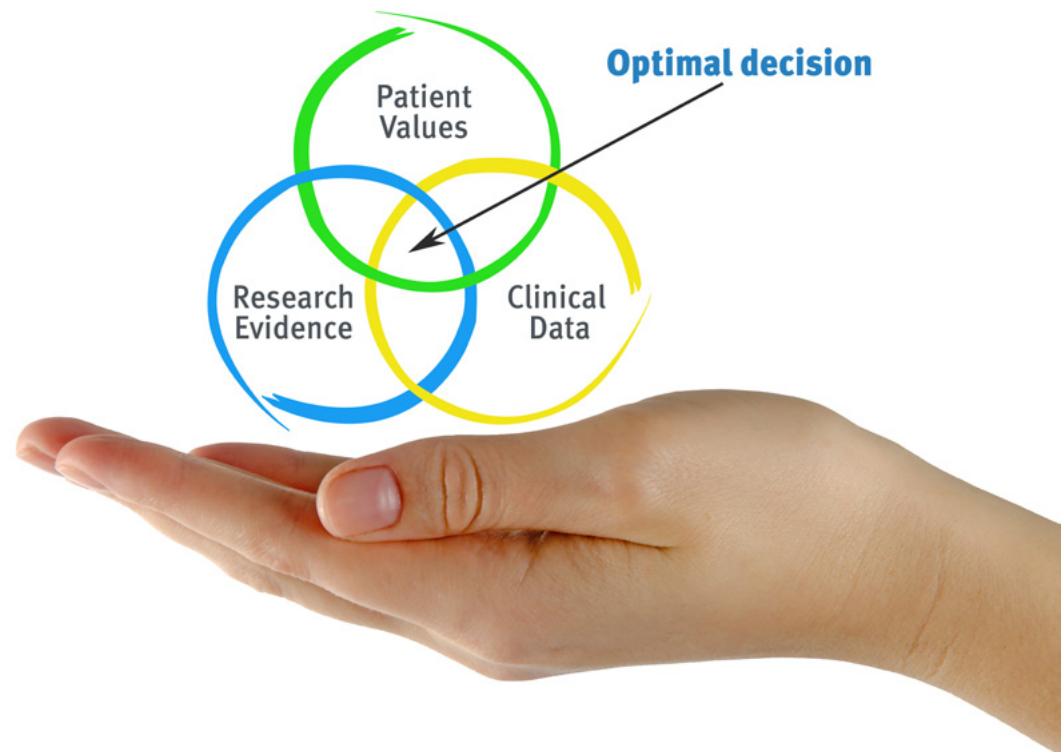 Optimal decision
Patient
Values
Research
Evidence
Clinical
Data